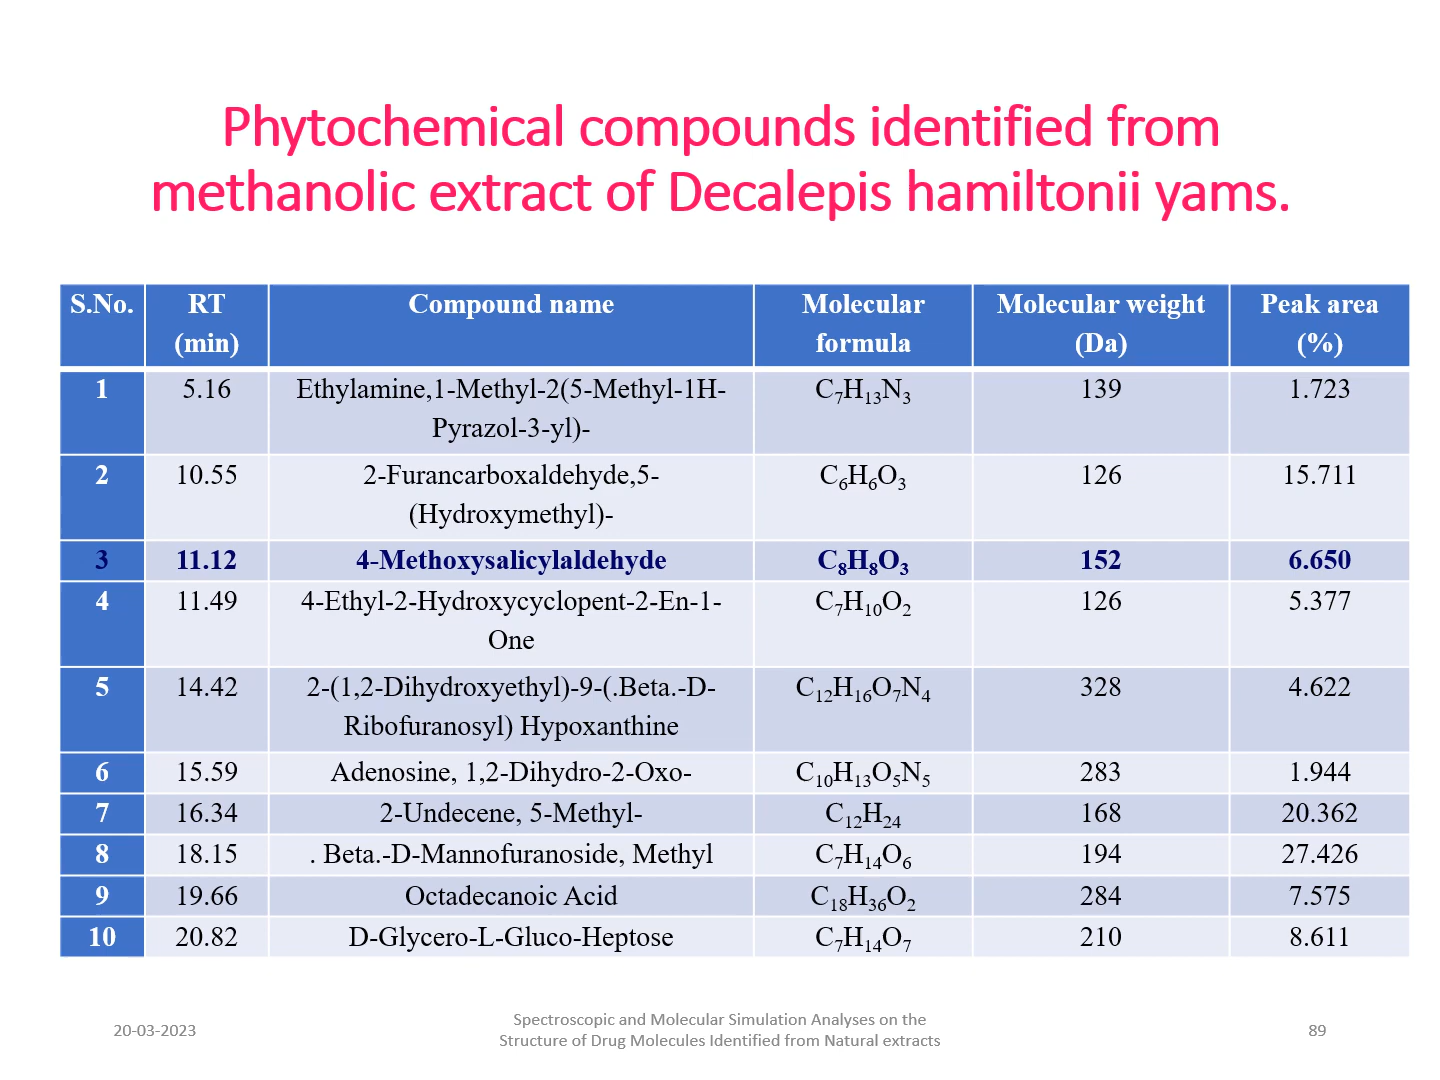 Phytochemical compounds identified from
methanolic extract of Decalepis hamiltonii yams.
S.No. RT (min) Compound name Molecular formula Molecular weight (Da) Peak area (%)
1 5.16 Ethylamine,1-Methyl-2(5-Methyl-1H-Pyrazol-3-yl)- C₇H₁₃N₃ 139 1.723
2 10.55 2-Furancarboxaldehyde,5-(Hydroxymethyl)- C₆H₆O₃ 126 15.711
3 11.12 4-Methoxysalicylaldehyde C₈H₈O₃ 152 6.650
4 11.49 4-Ethyl-2-Hydroxycyclopent-2-En-1-One C₇H₁₀O₂ 126 5.377
5 14.42 2-(1,2-Dihydroxyethyl)-9-(.Beta.-D-Ribofuranosyl) Hypoxanthine C₁₂H₁₆O₇N₄ 328 4.622
6 15.59 Adenosine, 1,2-Dihydro-2-Oxo- C₁₀H₁₃O₅N₅ 283 1.944
7 16.34 2-Undecene, 5-Methyl- C₁₂H₂₄ 168 20.362
8 18.15 . Beta.-D-Mannofuranoside, Methyl C₇H₁₄O₆ 194 27.426
9 19.66 Octadecanoic Acid C₁₈H₃₆O₂ 284 7.575
10 20.82 D-Glycero-L-Gluco-Heptose C₇H₁₄O₇ 210 8.611
20-03-2023
Spectroscopic and Molecular Simulation Analyses on the
Structure of Drug Molecules Identified from Natural extracts
89